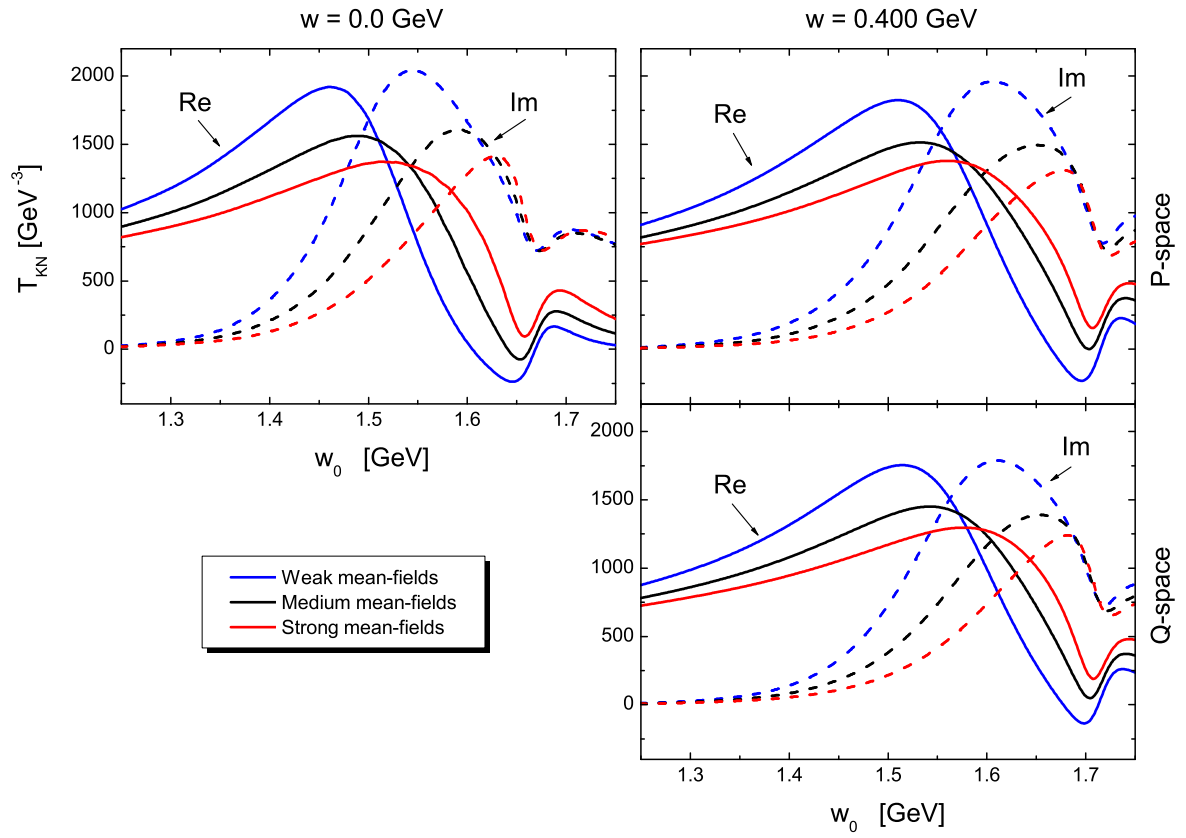 w = 0.0 GeV
w = 0.400 GeV
2000
1500
1000
500
0
T_KN [GeV^-3]
Re
Im
1.3 1.4 1.5 1.6 1.7
w_0 [GeV]
Re
Im
P-space
2000
1500
1000
500
0
Re
Im
Q-space
1.3 1.4 1.5 1.6 1.7
w_0 [GeV]
Weak mean-fields
Medium mean-fields
Strong mean-fields